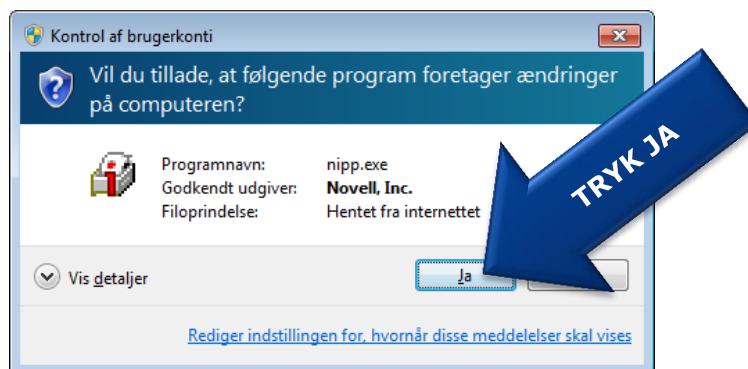 Kontrol af brugerkonti
Vil du tillade, at følgende program foretager ændringer
på computeren?
Programnavn: nipp.exe
Godkendt udgiver: Novell, Inc.
Filoprindelse: Hentet fra internettet
TRYK JA
Vis detaljer
Ja
Rediger indstillingen for, hvornår disse meddelelser skal vises